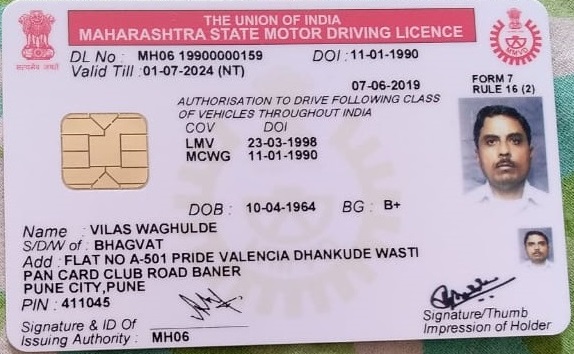 THE UNION OF INDIA
MAHARASHTRA STATE MOTOR DRIVING LICENCE
DL No : MH06 19900000159 DOI : 11-01-1990
Valid Till : 01-07-2024 (NT)
07-06-2019
FORM 7
RULE 16 (2)
AUTHORISATION TO DRIVE FOLLOWING CLASS
OF VEHICLES THROUGHOUT INDIA
COV DOI
LMV 23-03-1998
MCWG 11-01-1990
DOB : 10-04-1964 BG : B+
Name : VILAS WAGHULDE
S/D/W of : BHAGVAT
Add : FLAT NO A-501 PRIDE VALENCIA DHANKUDE WASTI
PAN CARD CLUB ROAD BANER
PUNE CITY,PUNE
PIN : 411045
Signature & ID Of
Issuing Authority : MH06
Signature/Thumb
Impression of Holder
सत्यमेव जयते
MMVD